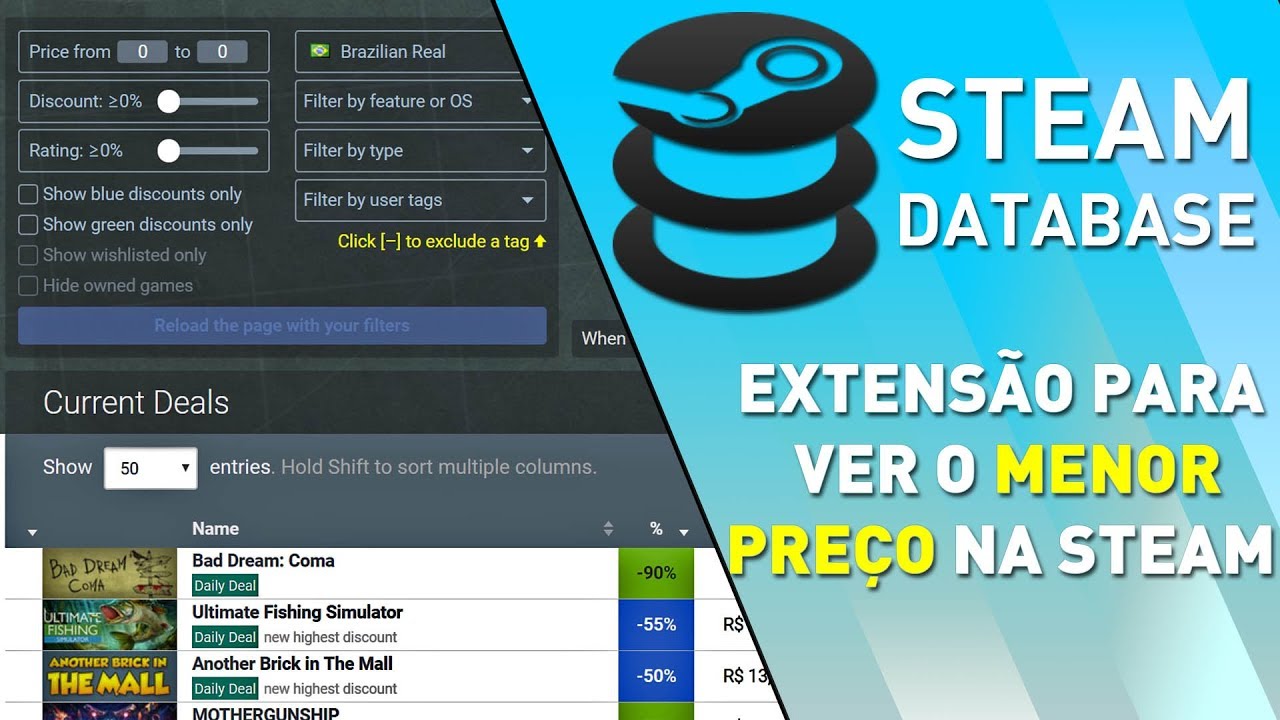 Price from 0 to 0
Brazilian Real
Discount: ≥0%
Filter by feature or OS
Rating: ≥0%
Filter by type
Show blue discounts only
Filter by user tags
Show green discounts only
Click [−] to exclude a tag
Show wishlisted only
Hide owned games
Reload the page with your filters
When
Current Deals
Show 50 entries. Hold Shift to sort multiple columns.
Name %
BAD DREAM COMA
Bad Dream: Coma
Daily Deal
-90%
ULTIMATE FISHING SIMULATOR
Ultimate Fishing Simulator
Daily Deal new highest discount
-55%
R$
ANOTHER BRICK IN THE MALL
Another Brick in The Mall
Daily Deal new highest discount
-50%
R$ 13,
MOTHERGUNSHIP
STEAM
DATABASE
EXTENSÃO PARA
VER O MENOR
PREÇO NA STEAM